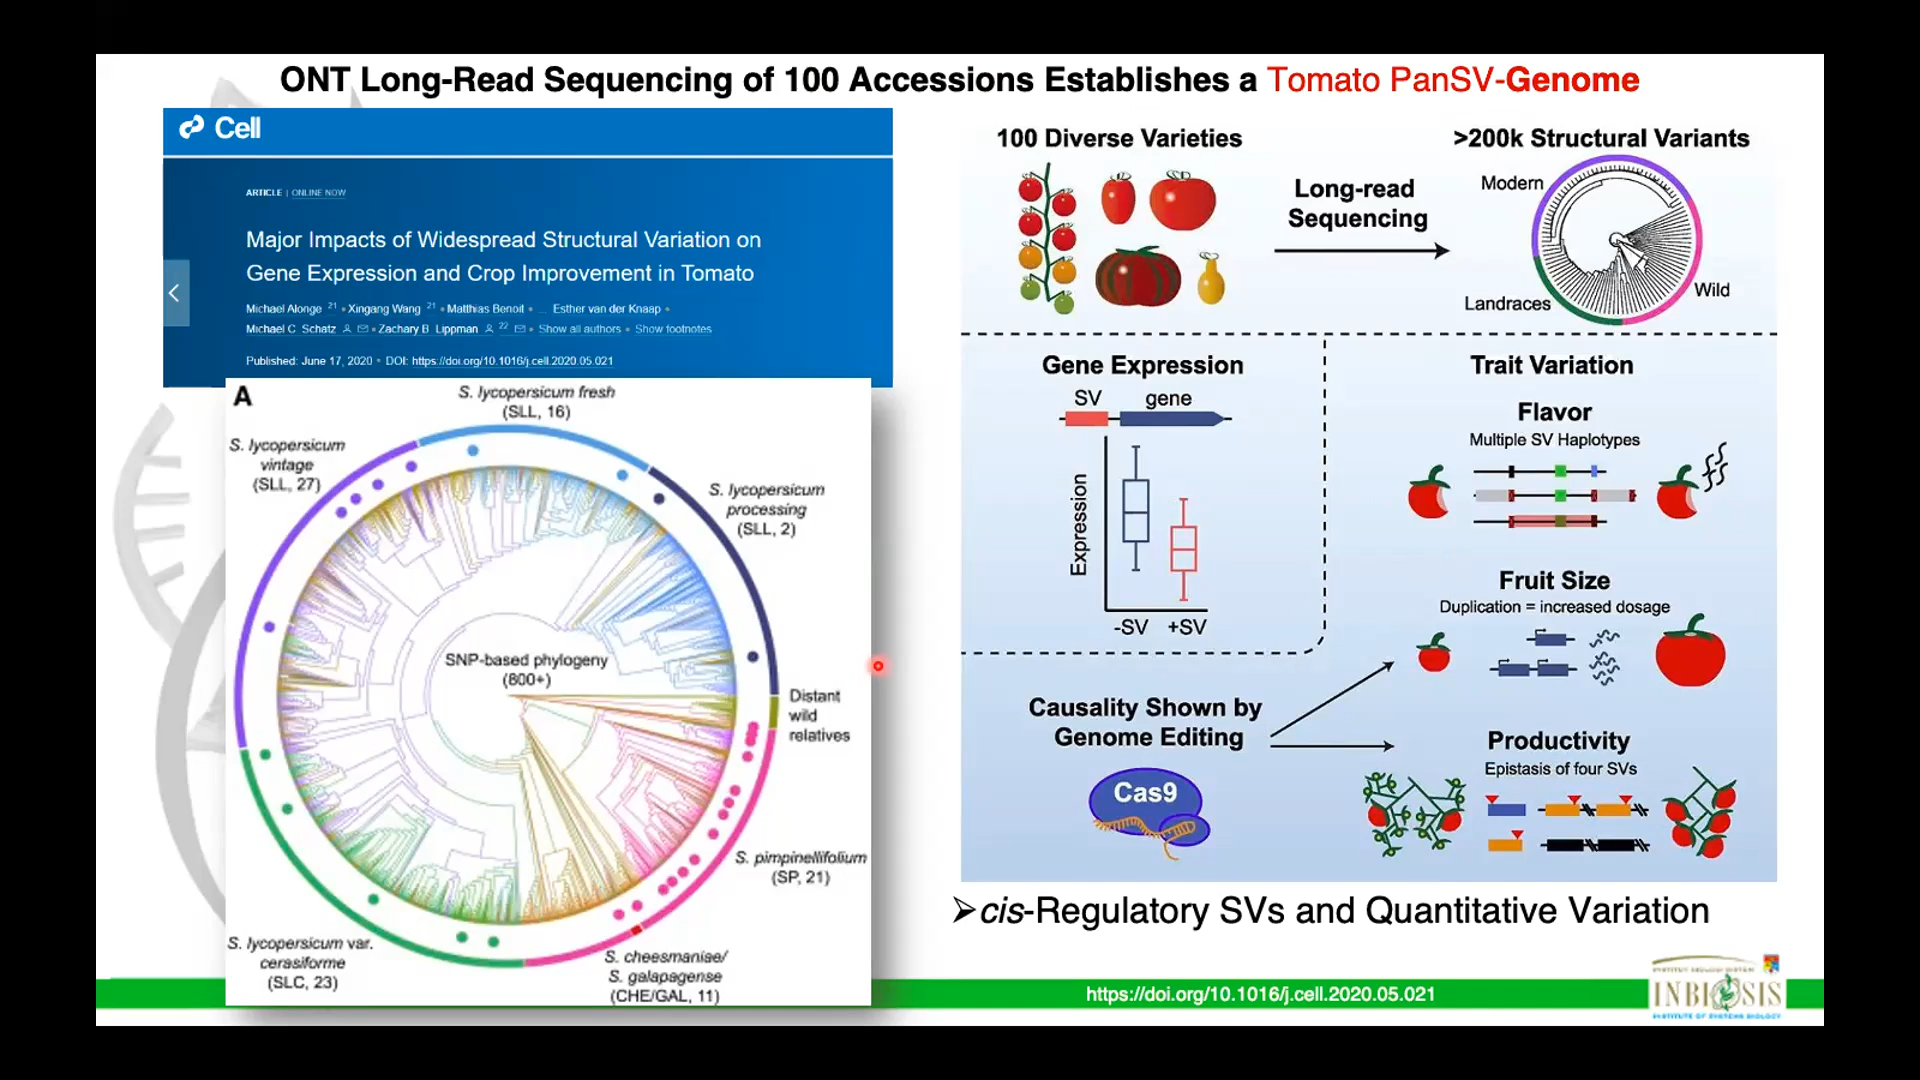 ONT Long-Read Sequencing of 100 Accessions Establishes a Tomato PanSV-Genome
Cell
ARTICLE | ONLINE NOW
Major Impacts of Widespread Structural Variation on
Gene Expression and Crop Improvement in Tomato
Michael Alonge 21 • Xingang Wang 21 • Matthias Benoit • ... Esther van der Knaap •
Michael C. Schatz • Zachary B. Lippman 22 • Show all authors • Show footnotes
Published: June 17, 2020 • DOI: https://doi.org/10.1016/j.cell.2020.05.021
A
S. lycopersicum fresh
(SLL, 16)
S. lycopersicum
vintage
(SLL, 27)
S. lycopersicum
processing
(SLL, 2)
SNP-based phylogeny
(800+)
Distant
wild
relatives
S. pimpinellifolium
(SP, 21)
S. lycopersicum var.
cerasiforme
(SLC, 23)
S. cheesmaniae/
S. galapagense
(CHE/GAL, 11)
100 Diverse Varieties
Long-read
Sequencing
>200k Structural Variants
Modern
Landraces
Wild
Gene Expression
SV gene
Expression
-SV +SV
Trait Variation
Flavor
Multiple SV Haplotypes
Fruit Size
Duplication = increased dosage
Causality Shown by
Genome Editing
Cas9
Productivity
Epistasis of four SVs
➤cis-Regulatory SVs and Quantitative Variation
https://doi.org/10.1016/j.cell.2020.05.021
INBIOSIS
INSTITUTE OF SYSTEMS BIOLOGY